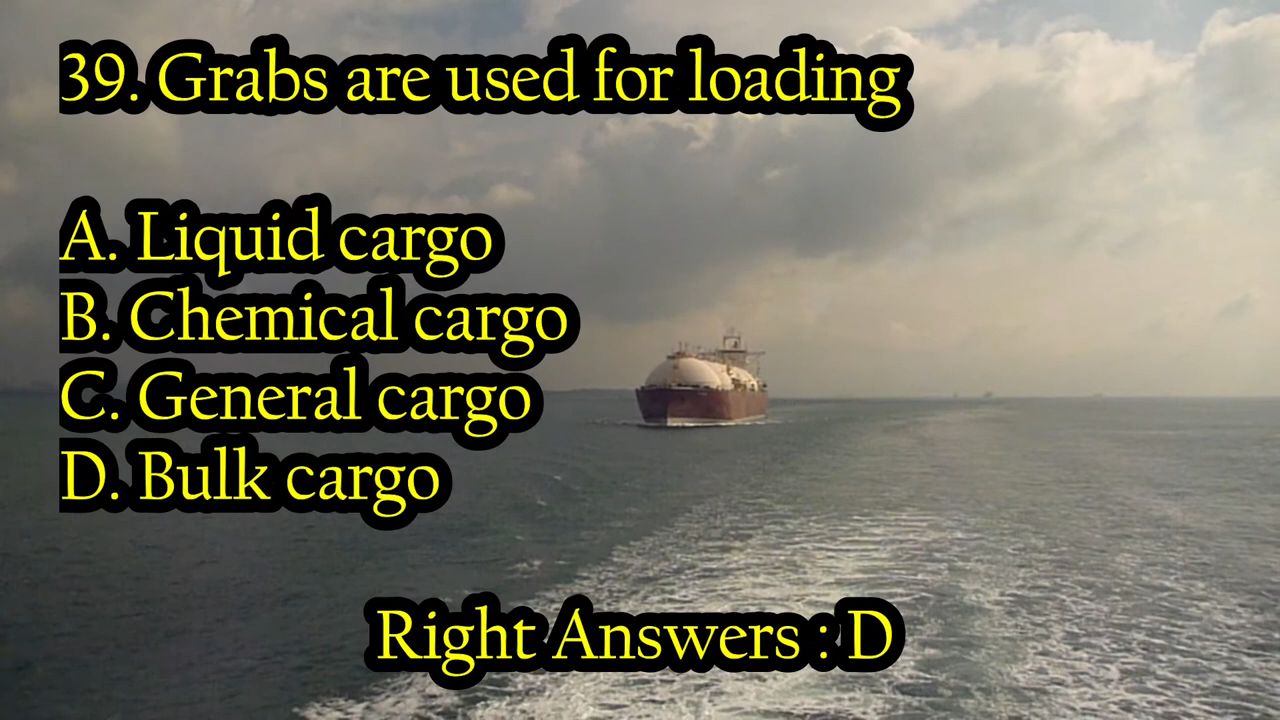 39. Grabs are used for loading
A. Liquid cargo
B. Chemical cargo
C. General cargo
D. Bulk cargo
Right Answers : D